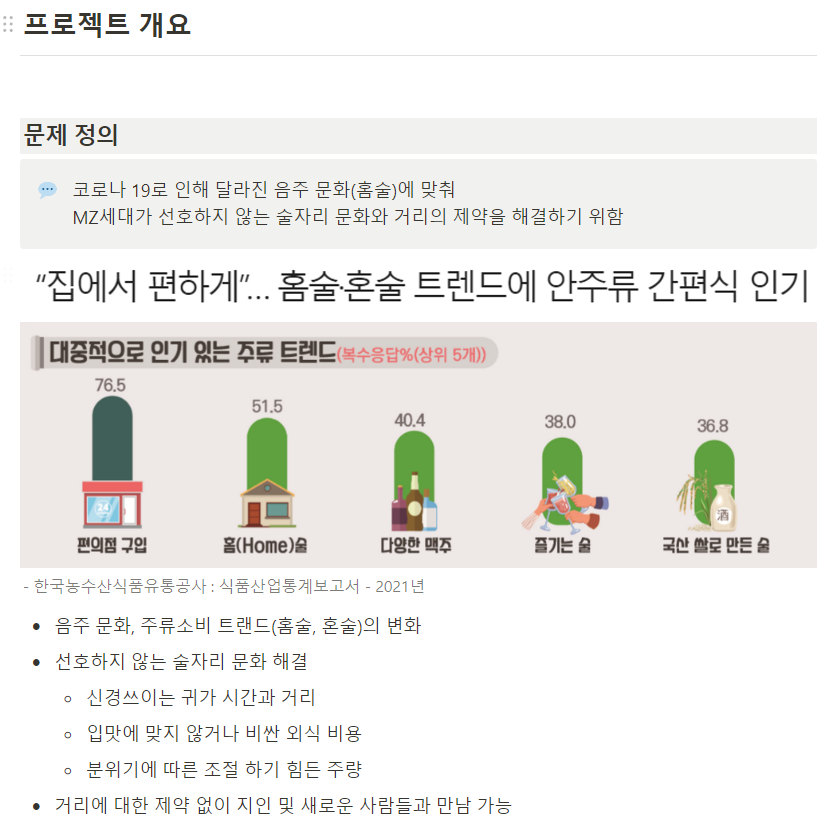 프로젝트 개요
문제 정의
코로나 19로 인해 달라진 음주 문화(홈술)에 맞춰
MZ세대가 선호하지 않는 술자리 문화와 거리의 제약을 해결하기 위함
“집에서 편하게”... 홈술·혼술 트렌드에 안주류 간편식 인기
대중적으로 인기 있는 주류 트렌드(복수응답%(상위 5개))
76.5
51.5
40.4
38.0
36.8
24
酒
편의점 구입
홈(Home)술
다양한 맥주
즐기는 술
국산 쌀로 만든 술
- 한국농수산식품유통공사 : 식품산업통계보고서 - 2021년
• 음주 문화, 주류소비 트랜드(홈술, 혼술)의 변화
• 선호하지 않는 술자리 문화 해결
◦ 신경쓰이는 귀가 시간과 거리
◦ 입맛에 맞지 않거나 비싼 외식 비용
◦ 분위기에 따른 조절 하기 힘든 주량
• 거리에 대한 제약 없이 지인 및 새로운 사람들과 만남 가능